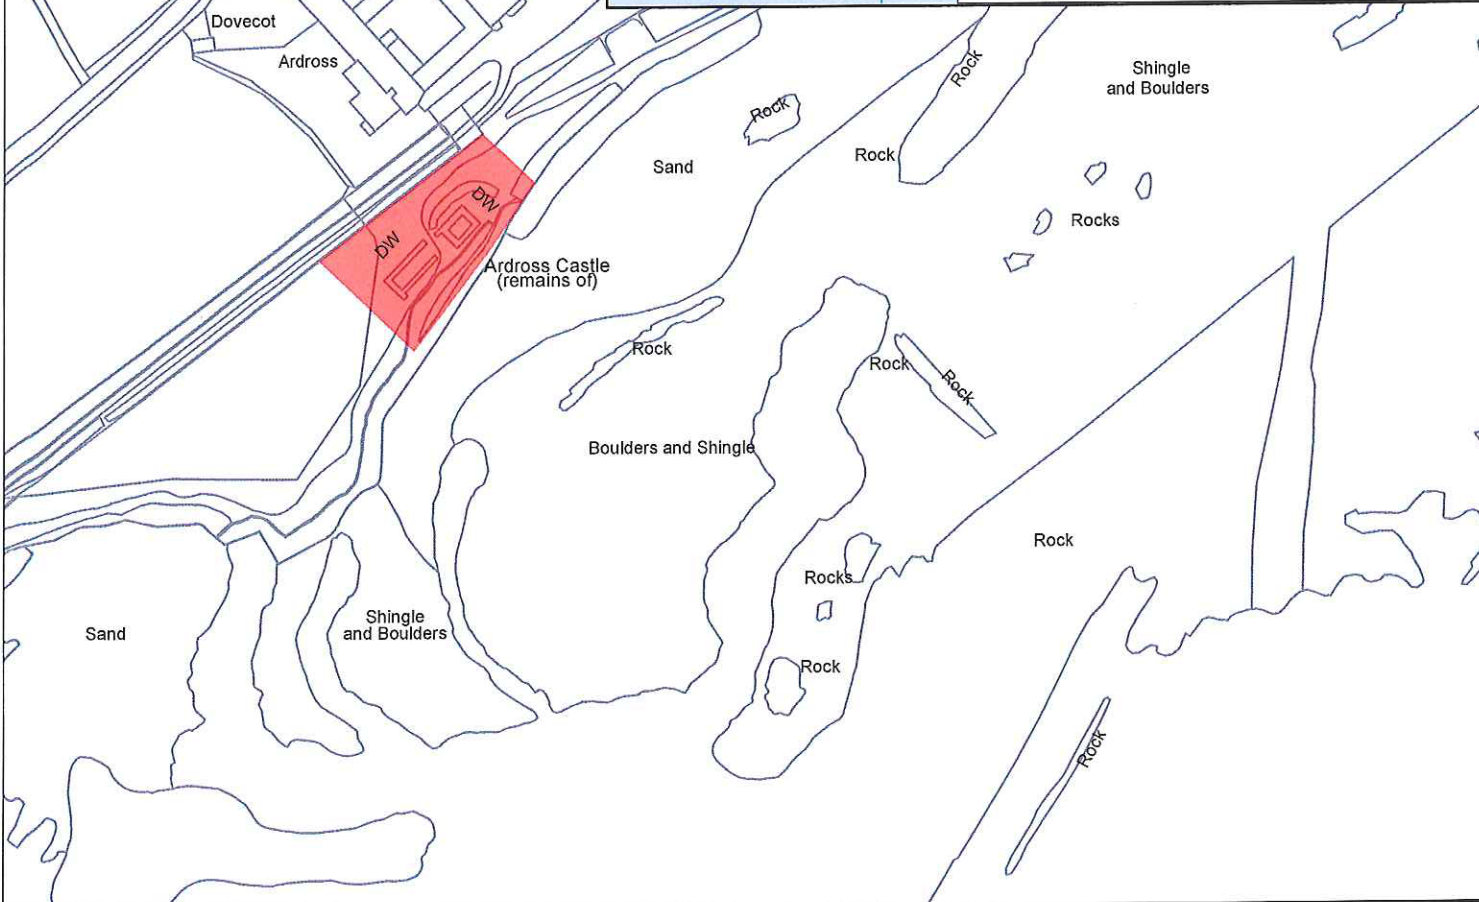 Dovecot
Ardross
Rock
Shingle
and Boulders
Rock
Rock
Sand
Rocks
DW
DW
Ardross Castle
(remains of)
Rock
Rock
Rock
Boulders and Shingle
Rock
Rocks
Shingle
and Boulders
Sand
Rock
Rock